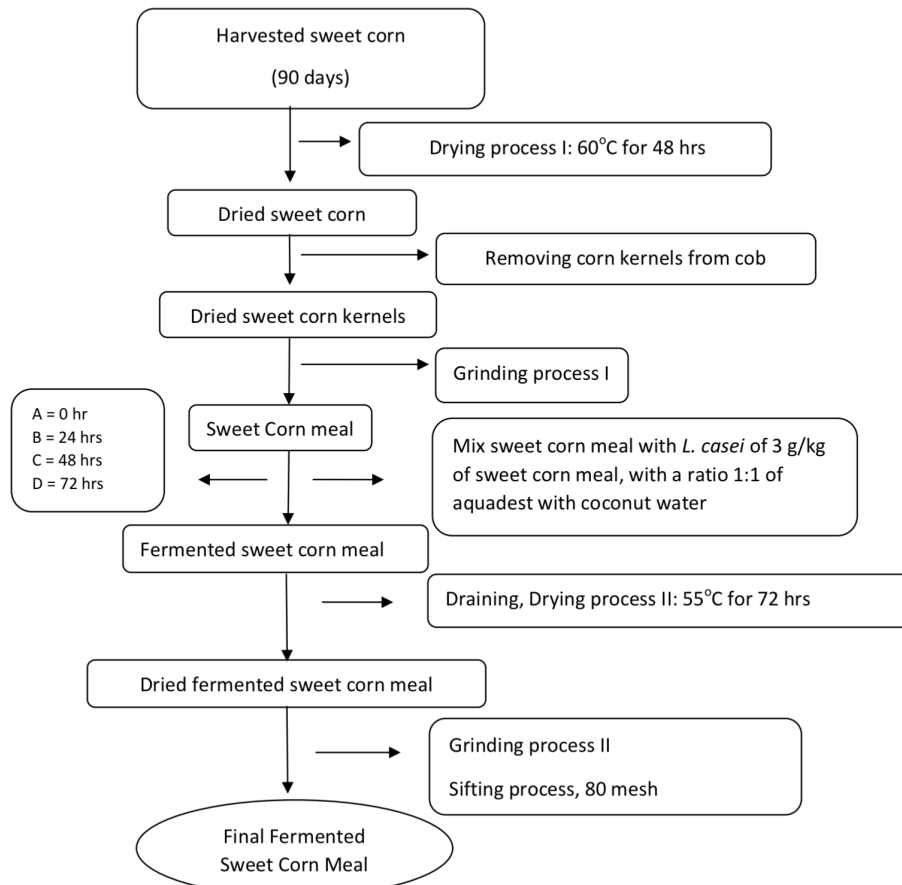 Harvested sweet corn
(90 days)
Drying process I: 60°C for 48 hrs
Dried sweet corn
Removing corn kernels from cob
Dried sweet corn kernels
Grinding process I
A = 0 hr
B = 24 hrs
C = 48 hrs
D = 72 hrs
Sweet Corn meal
Mix sweet corn meal with L. casei of 3 g/kg
of sweet corn meal, with a ratio 1:1 of
aquadest with coconut water
Fermented sweet corn meal
Draining, Drying process II: 55°C for 72 hrs
Dried fermented sweet corn meal
Grinding process II
Sifting process, 80 mesh
Final Fermented
Sweet Corn Meal